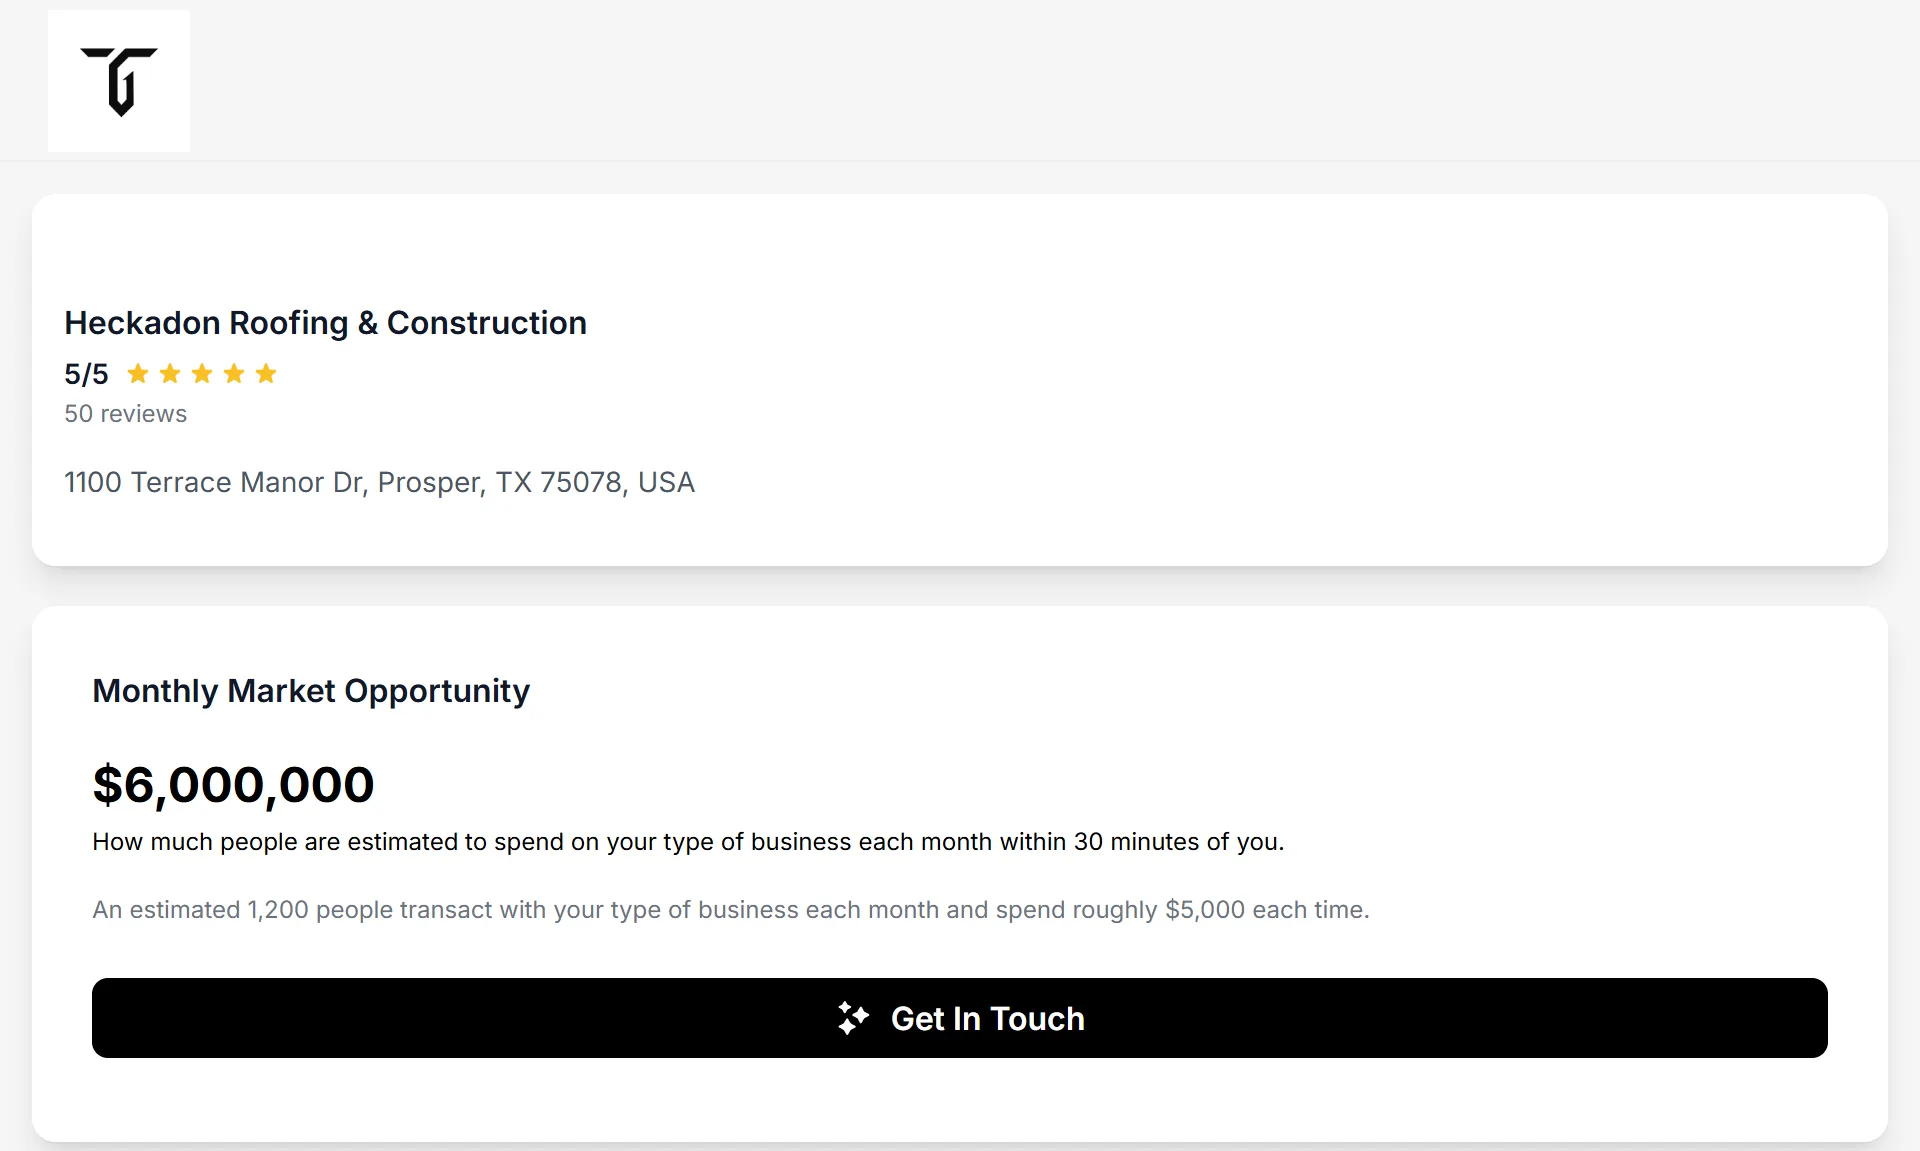 Heckadon Roofing & Construction
5/5
50 reviews
1100 Terrace Manor Dr, Prosper, TX 75078, USA
Monthly Market Opportunity
$6,000,000
How much people are estimated to spend on your type of business each month within 30 minutes of you.
An estimated 1,200 people transact with your type of business each month and spend roughly $5,000 each time.
Get In Touch